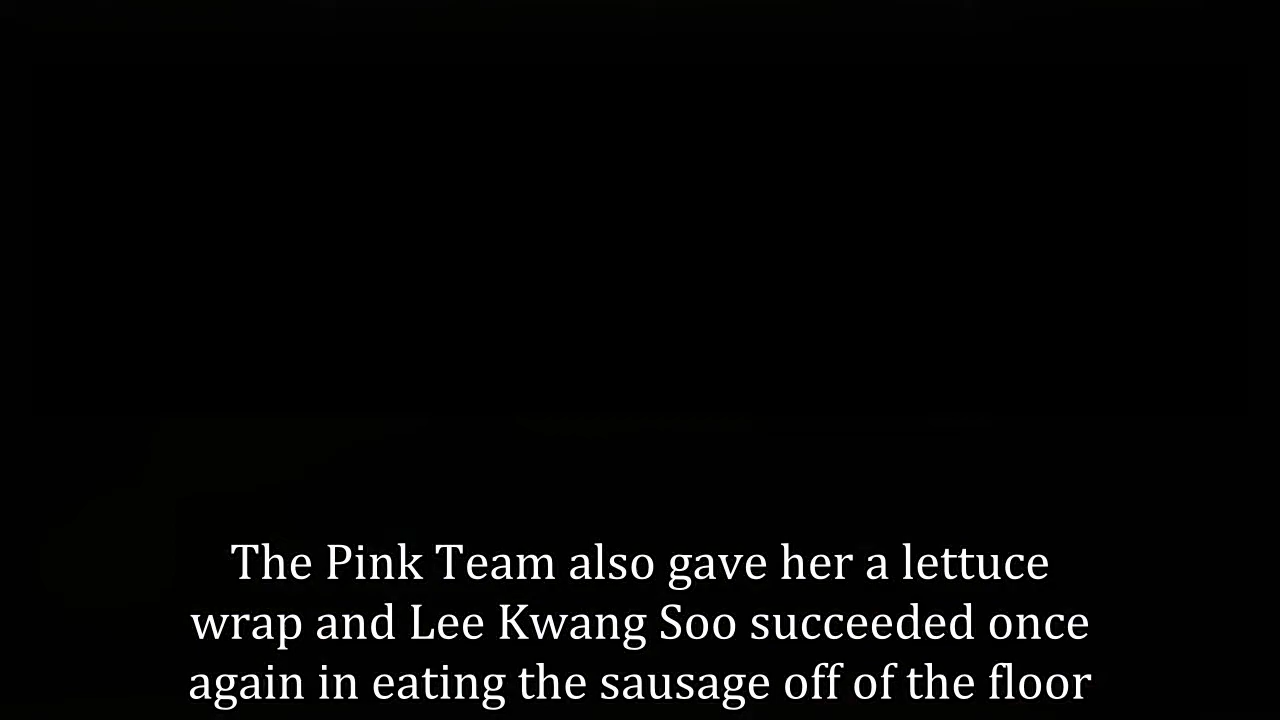 The Pink Team also gave her a lettuce
wrap and Lee Kwang Soo succeeded once
again in eating the sausage off of the floor